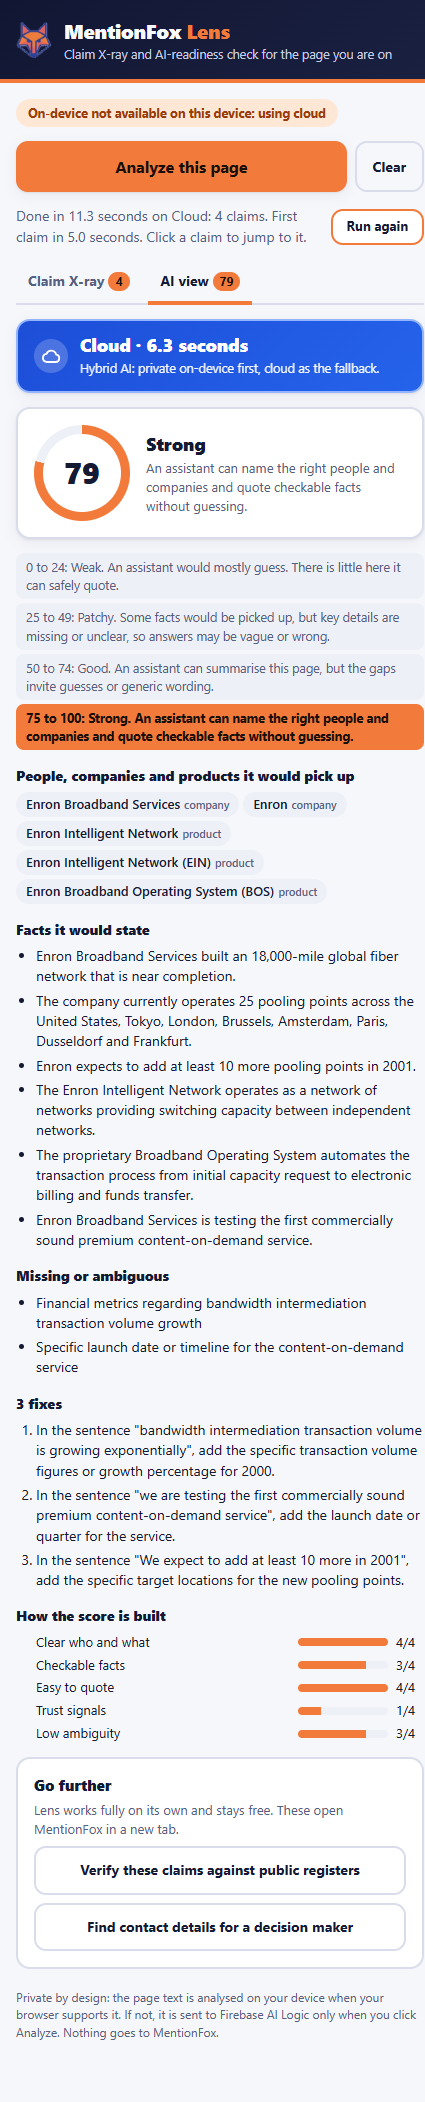 MentionFox Lens
Claim X-ray and AI-readiness check for the page you are on
On-device not available on this device: using cloud
Analyze this page
Clear
Done in 11.3 seconds on Cloud: 4 claims. First
claim in 5.0 seconds. Click a claim to jump to it.
Run again
Claim X-ray 4
AI view 79
Cloud · 6.3 seconds
Hybrid AI: private on-device first, cloud as the fallback.
79
Strong
An assistant can name the right people and
companies and quote checkable facts
without guessing.
0 to 24: Weak. An assistant would mostly guess. There is little here it
can safely quote.
25 to 49: Patchy. Some facts would be picked up, but key details are
missing or unclear, so answers may be vague or wrong.
50 to 74: Good. An assistant can summarise this page, but the gaps
invite guesses or generic wording.
75 to 100: Strong. An assistant can name the right people and
companies and quote checkable facts without guessing.
People, companies and products it would pick up
Enron Broadband Services company
Enron company
Enron Intelligent Network product
Enron Intelligent Network (EIN) product
Enron Broadband Operating System (BOS) product
Facts it would state
• Enron Broadband Services built an 18,000-mile global fiber
network that is near completion.
• The company currently operates 25 pooling points across the
United States, Tokyo, London, Brussels, Amsterdam, Paris,
Dusseldorf and Frankfurt.
• Enron expects to add at least 10 more pooling points in 2001.
• The Enron Intelligent Network operates as a network of
networks providing switching capacity between independent
networks.
• The proprietary Broadband Operating System automates the
transaction process from initial capacity request to electronic
billing and funds transfer.
• Enron Broadband Services is testing the first commercially
sound premium content-on-demand service.
Missing or ambiguous
• Financial metrics regarding bandwidth intermediation
transaction volume growth
• Specific launch date or timeline for the content-on-demand
service
3 fixes
1. In the sentence "bandwidth intermediation transaction volume
is growing exponentially", add the specific transaction volume
figures or growth percentage for 2000.
2. In the sentence "we are testing the first commercially sound
premium content-on-demand service", add the launch date or
quarter for the service.
3. In the sentence "We expect to add at least 10 more in 2001",
add the specific target locations for the new pooling points.
How the score is built
Clear who and what 4/4
Checkable facts 3/4
Easy to quote 4/4
Trust signals 1/4
Low ambiguity 3/4
Go further
Lens works fully on its own and stays free. These open
MentionFox in a new tab.
Verify these claims against public registers
Find contact details for a decision maker
Private by design: the page text is analysed on your device when your
browser supports it. If not, it is sent to Firebase AI Logic only when you click
Analyze. Nothing goes to MentionFox.